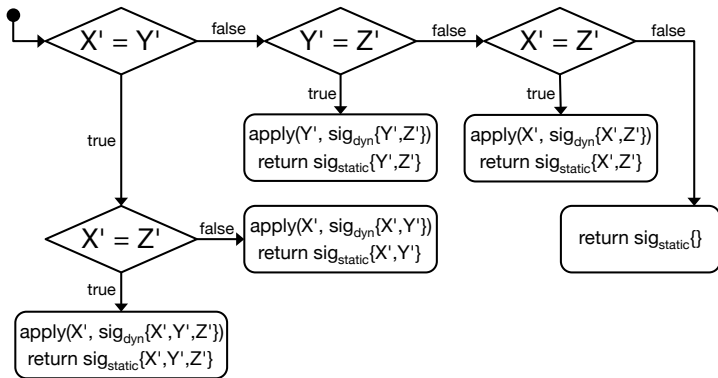 X' = Y'
false
Y' = Z'
false
X' = Z'
false
true
true
true
apply(Y', sig_dyn{Y',Z'})
return sig_static{Y',Z'}
apply(X', sig_dyn{X',Z'})
return sig_static{X',Z'}
X' = Z'
false
apply(X', sig_dyn{X',Y'})
return sig_static{X',Y'}
return sig_static{}
true
apply(X', sig_dyn{X',Y',Z'})
return sig_static{X',Y',Z'}